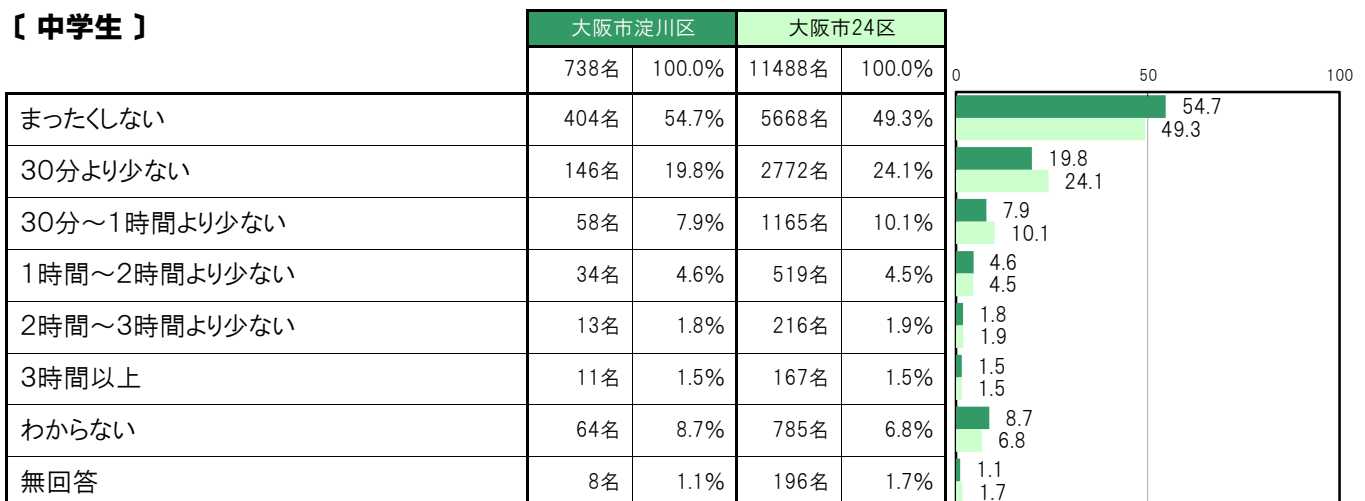 〔 中学生 〕
大阪市淀川区 大阪市24区
738名 100.0% 11488名 100.0% 0 50 100
まったくしない 404名 54.7% 5668名 49.3% 54.7
49.3
30分より少ない 146名 19.8% 2772名 24.1% 19.8
24.1
30分～1時間より少ない 58名 7.9% 1165名 10.1% 7.9
10.1
1時間～2時間より少ない 34名 4.6% 519名 4.5% 4.6
4.5
2時間～3時間より少ない 13名 1.8% 216名 1.9% 1.8
1.9
3時間以上 11名 1.5% 167名 1.5% 1.5
1.5
わからない 64名 8.7% 785名 6.8% 8.7
6.8
無回答 8名 1.1% 196名 1.7% 1.1
1.7